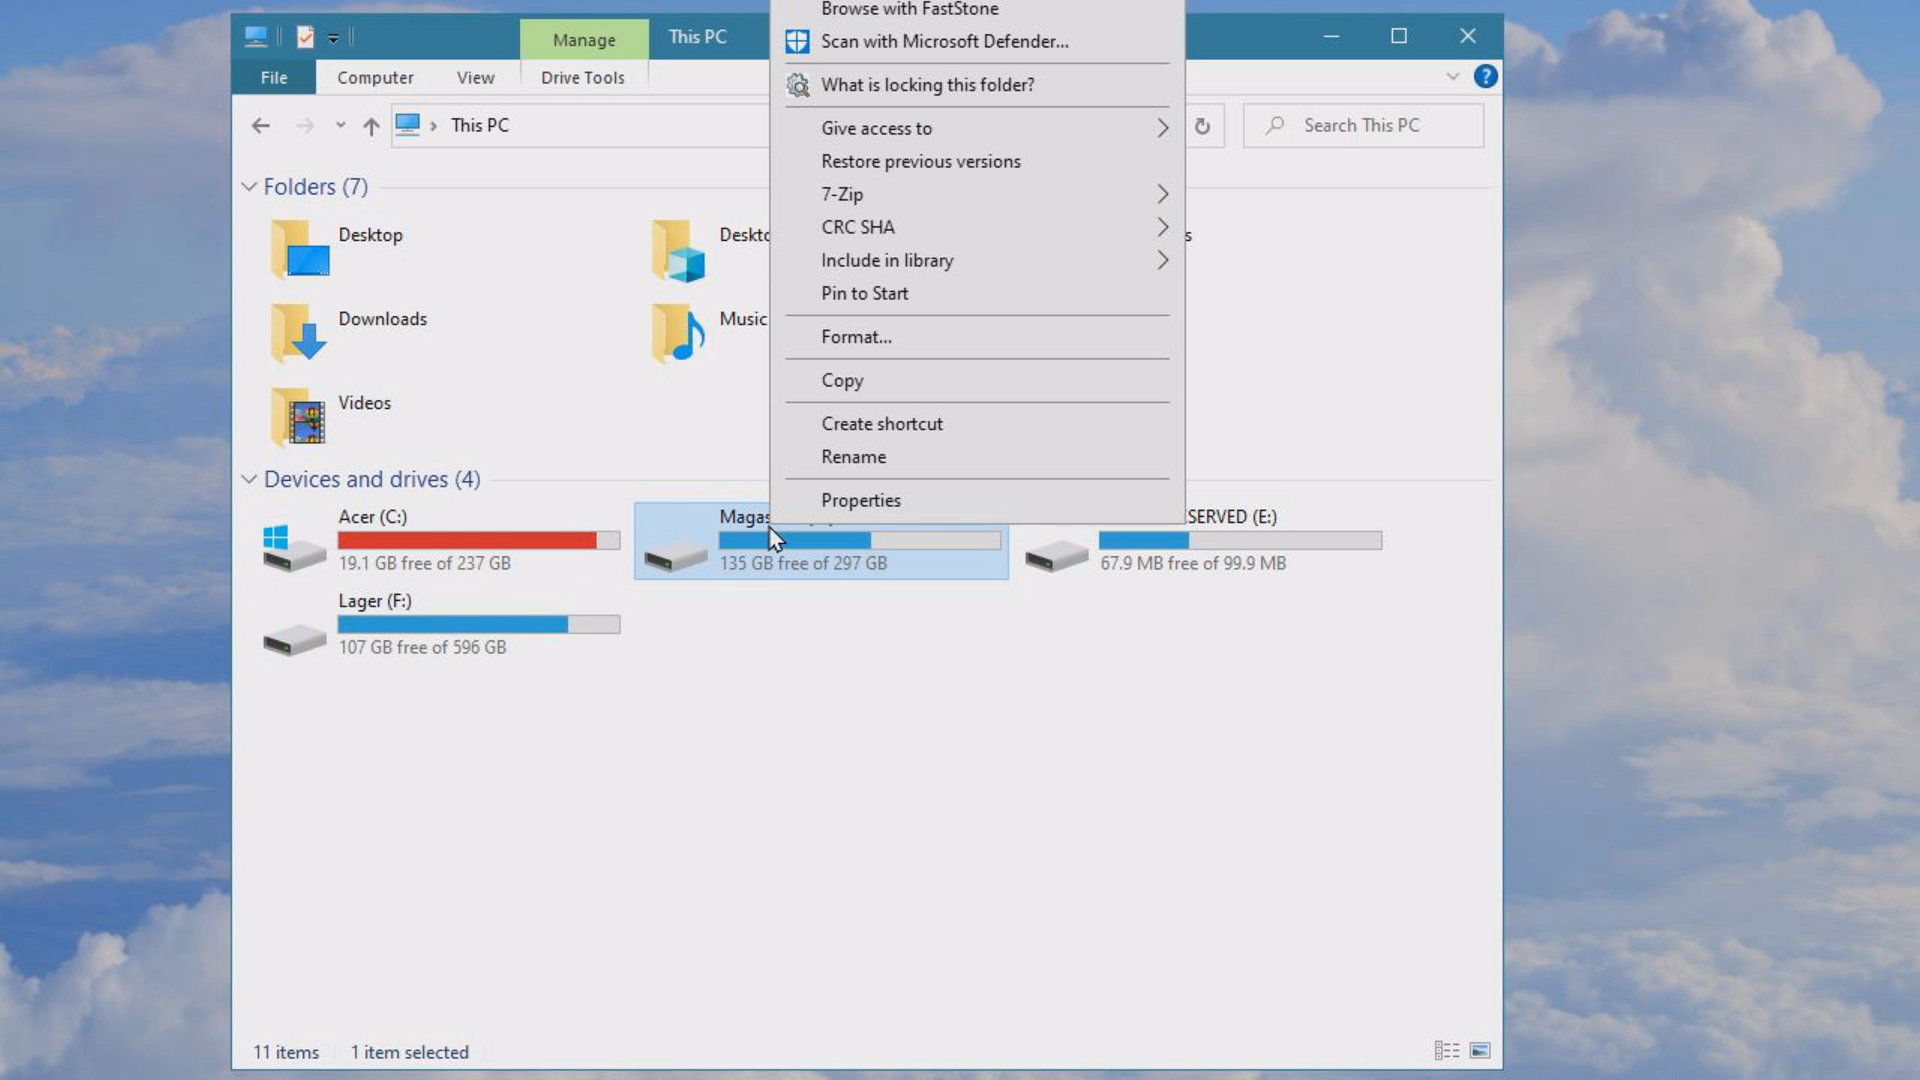 Manage
This PC
File
Computer
View
Drive Tools
This PC
Search This PC
Browse with FastStone
Scan with Microsoft Defender...
What is locking this folder?
Give access to
Restore previous versions
7-Zip
CRC SHA
Include in library
Pin to Start
Format...
Copy
Create shortcut
Rename
Properties
Folders (7)
Desktop
Deskto
s
Downloads
Music
Videos
Devices and drives (4)
Acer (C:)
19.1 GB free of 237 GB
Magas
135 GB free of 297 GB
SERVED (E:)
67.9 MB free of 99.9 MB
Lager (F:)
107 GB free of 596 GB
11 items
1 item selected